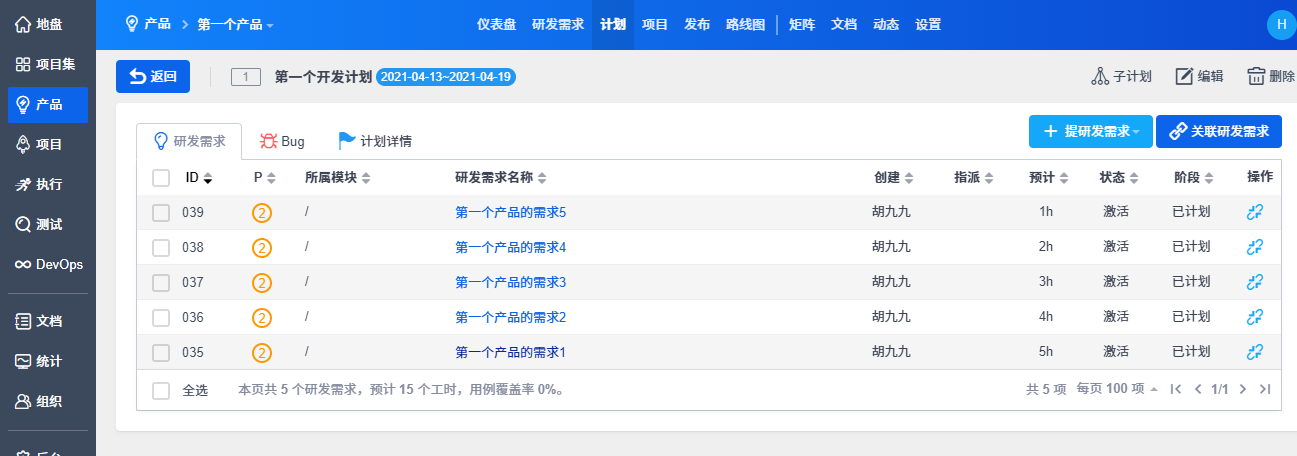 地盘
项目集
产品
项目
执行
测试
DevOps
文档
统计
组织
产品 > 第一个产品
仪表盘 研发需求 计划 项目 发布 路线图 矩阵 文档 动态 设置
H
返回 1 第一个开发计划 2021-04-13~2021-04-19 子计划 编辑 删除
研发需求 Bug 计划详情 + 提研发需求 关联研发需求
ID P 所属模块 研发需求名称 创建 指派 预计 状态 阶段 操作
039 2 / 第一个产品的需求5 胡九九 1h 激活 已计划
038 2 / 第一个产品的需求4 胡九九 2h 激活 已计划
037 2 / 第一个产品的需求3 胡九九 3h 激活 已计划
036 2 / 第一个产品的需求2 胡九九 4h 激活 已计划
035 2 / 第一个产品的需求1 胡九九 5h 激活 已计划
全选 本页共 5 个研发需求，预计 15 个工时，用例覆盖率 0%。 共 5 项 每页 100 项 1/1